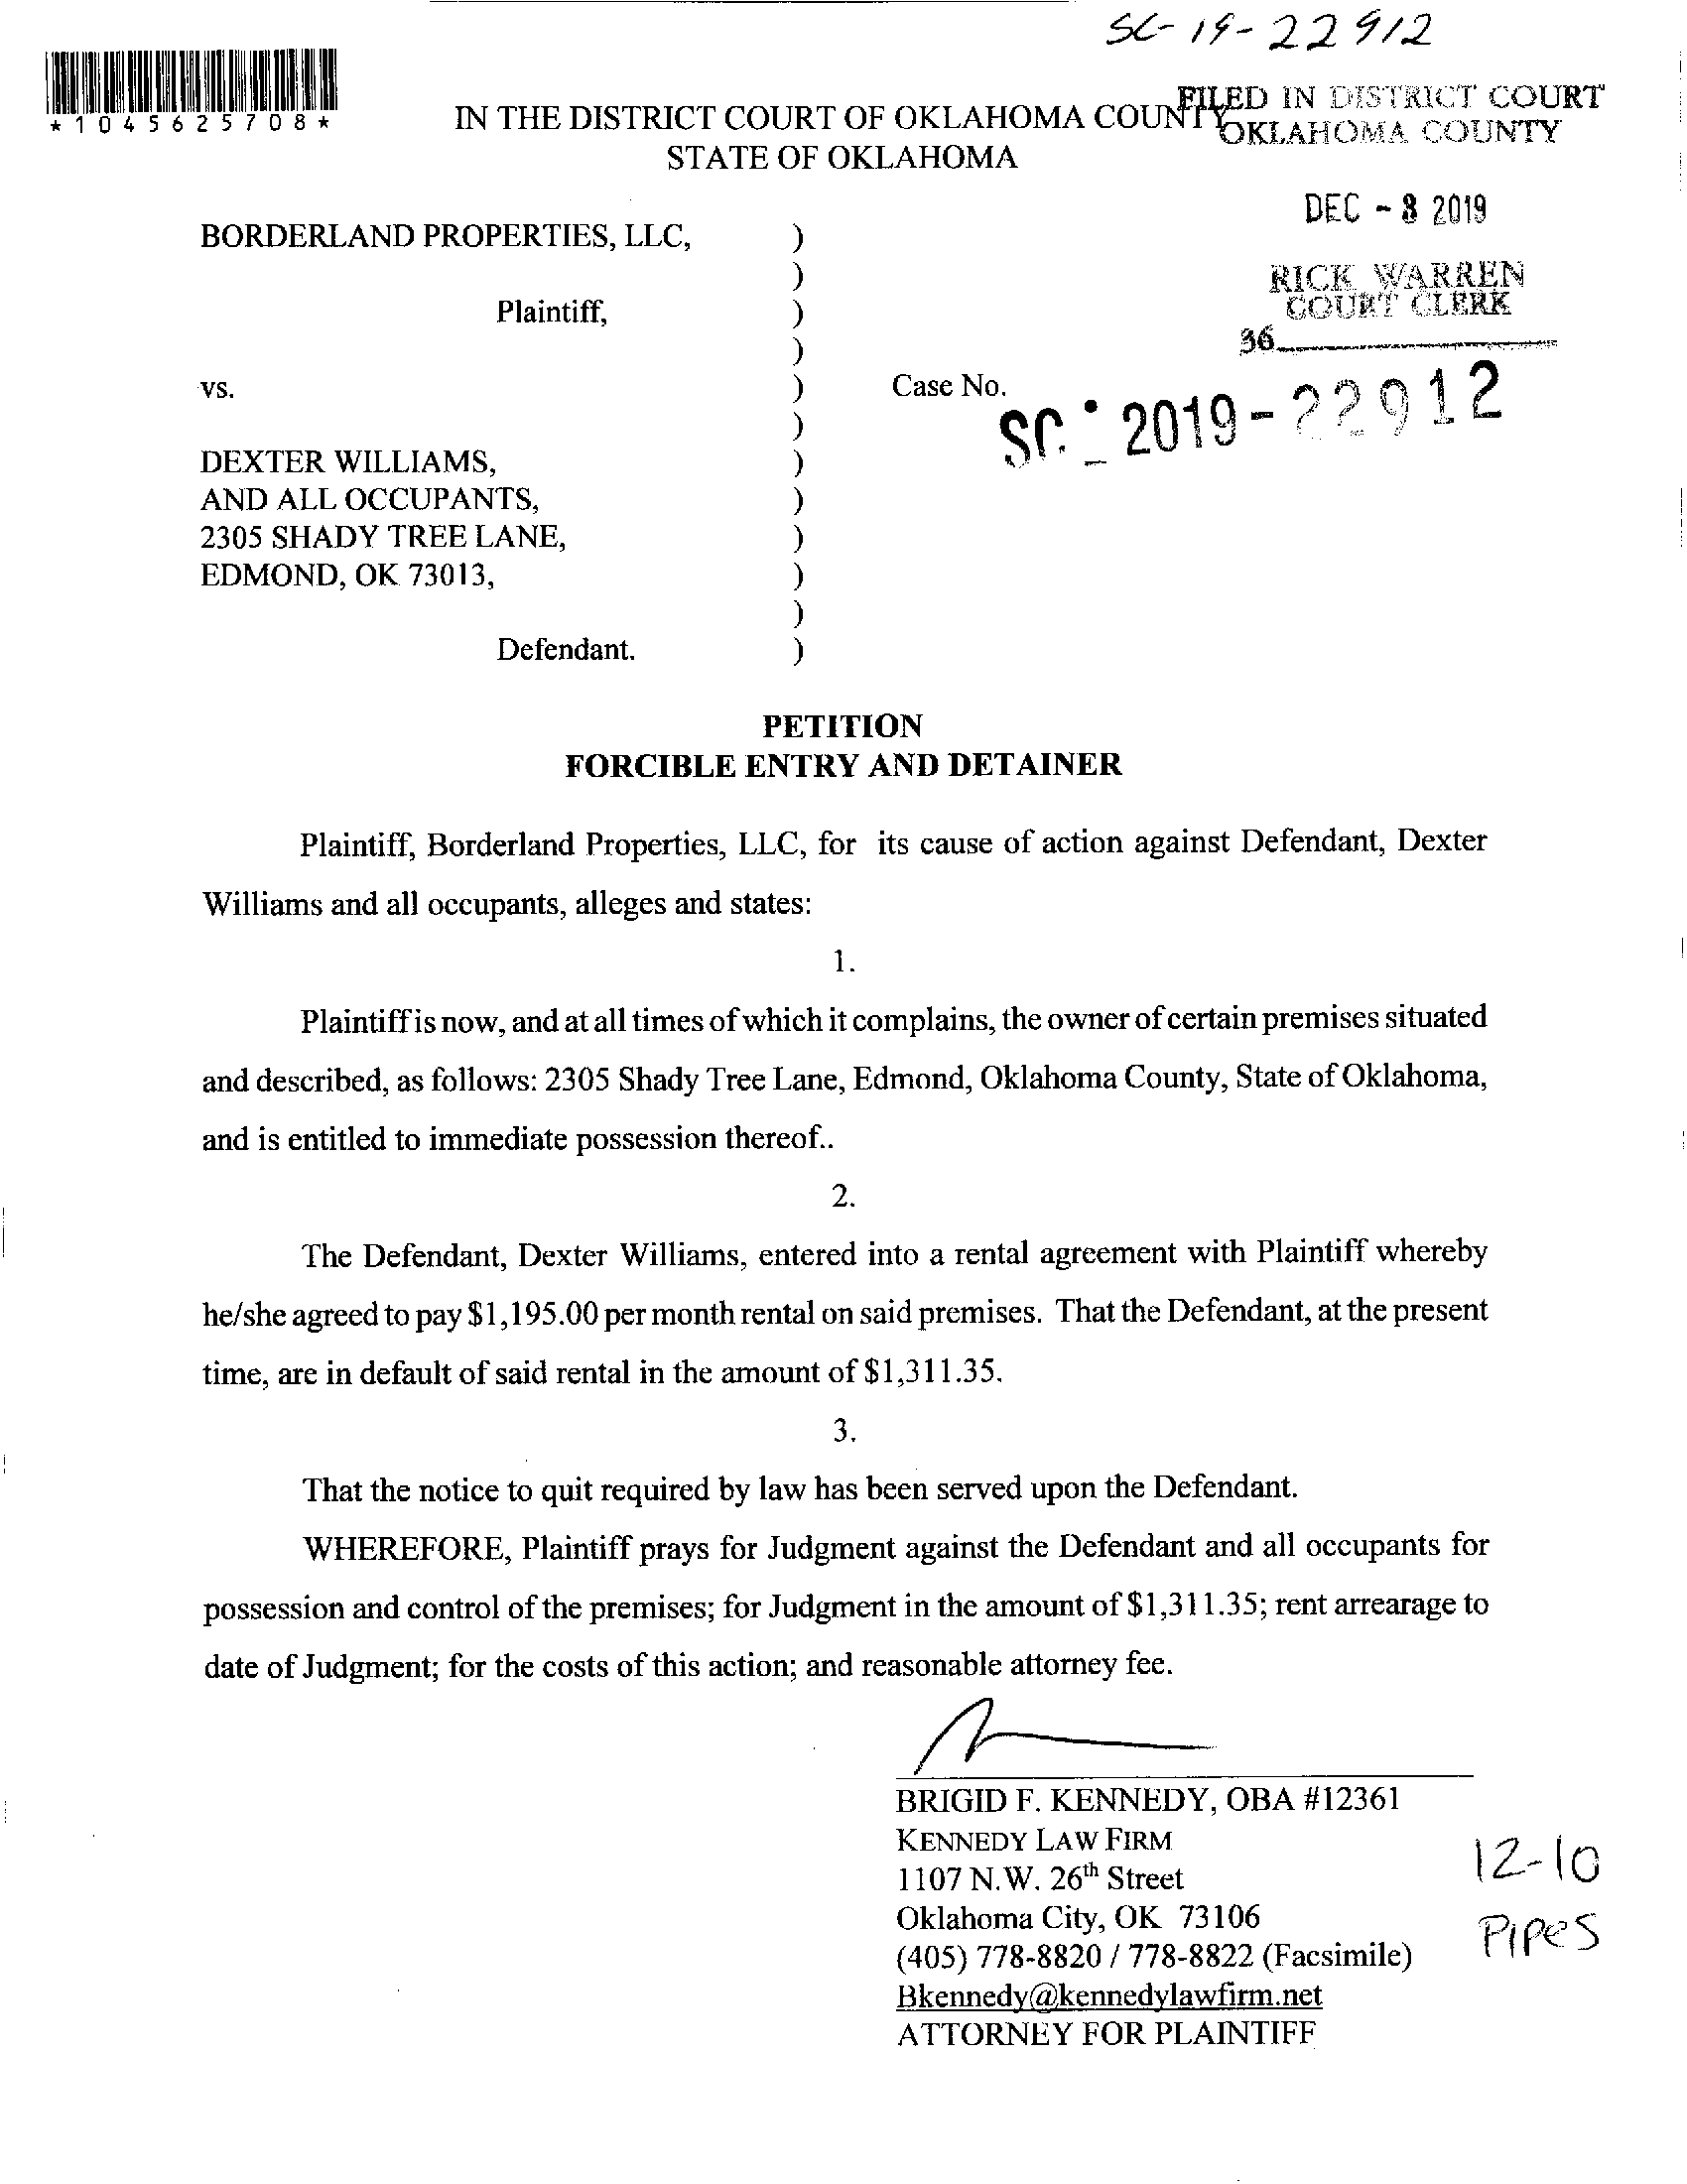 SC-19-22912
*1045625708*
IN THE DISTRICT COURT OF OKLAHOMA COUNTY
STATE OF OKLAHOMA
FILED IN DISTRICT COURT
OKLAHOMA COUNTY
DEC - 3 2019
RICK WARREN
COURT CLERK
36
BORDERLAND PROPERTIES, LLC, )
)
Plaintiff, )
)
vs. ) Case No.
SC 2019-22912
)
DEXTER WILLIAMS, )
AND ALL OCCUPANTS, )
2305 SHADY TREE LANE, )
EDMOND, OK 73013, )
)
Defendant. )
PETITION
FORCIBLE ENTRY AND DETAINER
Plaintiff, Borderland Properties, LLC, for its cause of action against Defendant, Dexter
Williams and all occupants, alleges and states:
1.
Plaintiff is now, and at all times of which it complains, the owner of certain premises situated
and described, as follows: 2305 Shady Tree Lane, Edmond, Oklahoma County, State of Oklahoma,
and is entitled to immediate possession thereof..
2.
The Defendant, Dexter Williams, entered into a rental agreement with Plaintiff whereby
he/she agreed to pay $1,195.00 per month rental on said premises. That the Defendant, at the present
time, are in default of said rental in the amount of $1,311.35.
3.
That the notice to quit required by law has been served upon the Defendant.
WHEREFORE, Plaintiff prays for Judgment against the Defendant and all occupants for
possession and control of the premises; for Judgment in the amount of $1,311.35; rent arrearage to
date of Judgment; for the costs of this action; and reasonable attorney fee.
BRIGID F. KENNEDY, OBA #12361
KENNEDY LAW FIRM
1107 N.W. 26th Street
Oklahoma City, OK 73106
(405) 778-8820 / 778-8822 (Facsimile)
Bkennedy@kennedylawfirm.net
ATTORNEY FOR PLAINTIFF
12-10
Pipes